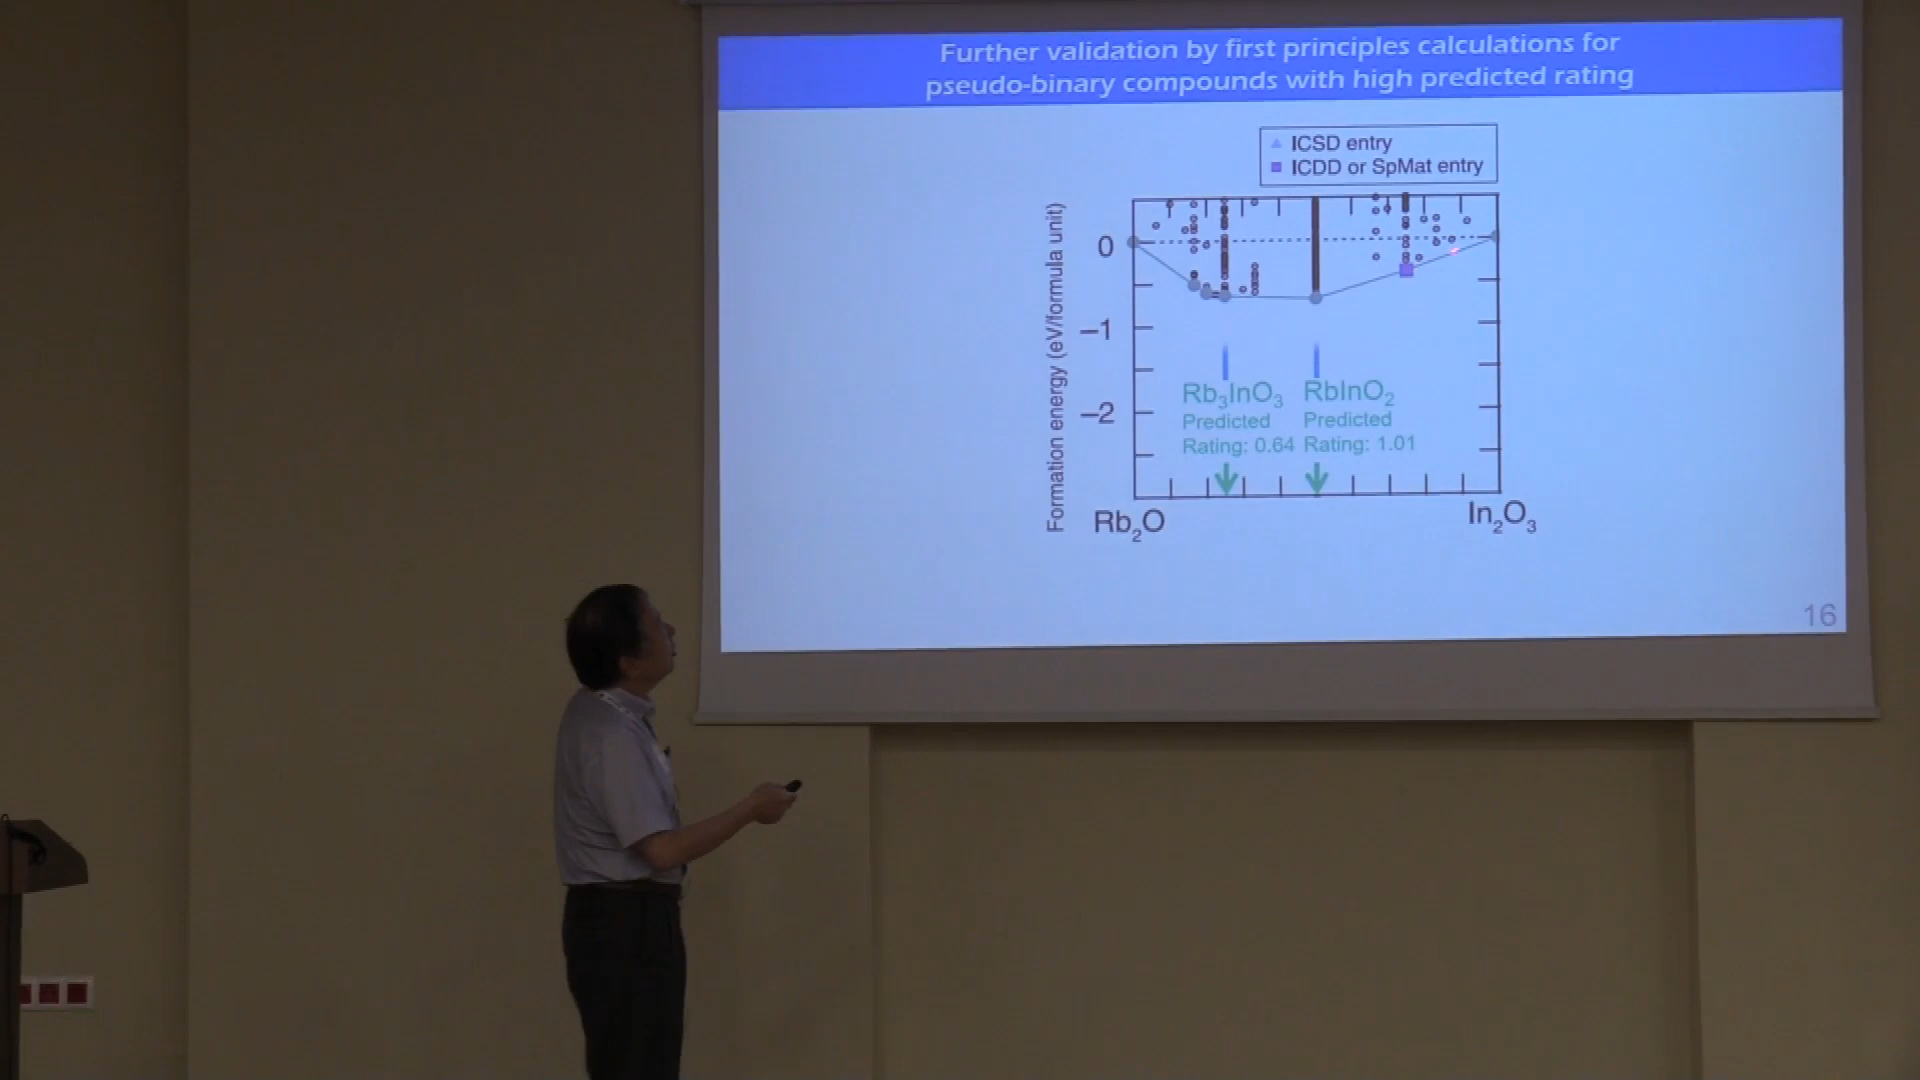 Further validation by first principles calculations for
pseudo-binary compounds with high predicted rating
ICSD entry
ICDD or SpMat entry
Formation energy (eV/formula unit)
0
−1
−2
Rb₃InO₃ RbInO₂
Predicted Predicted
Rating: 0.64 Rating: 1.01
Rb₂O
In₂O₃
16